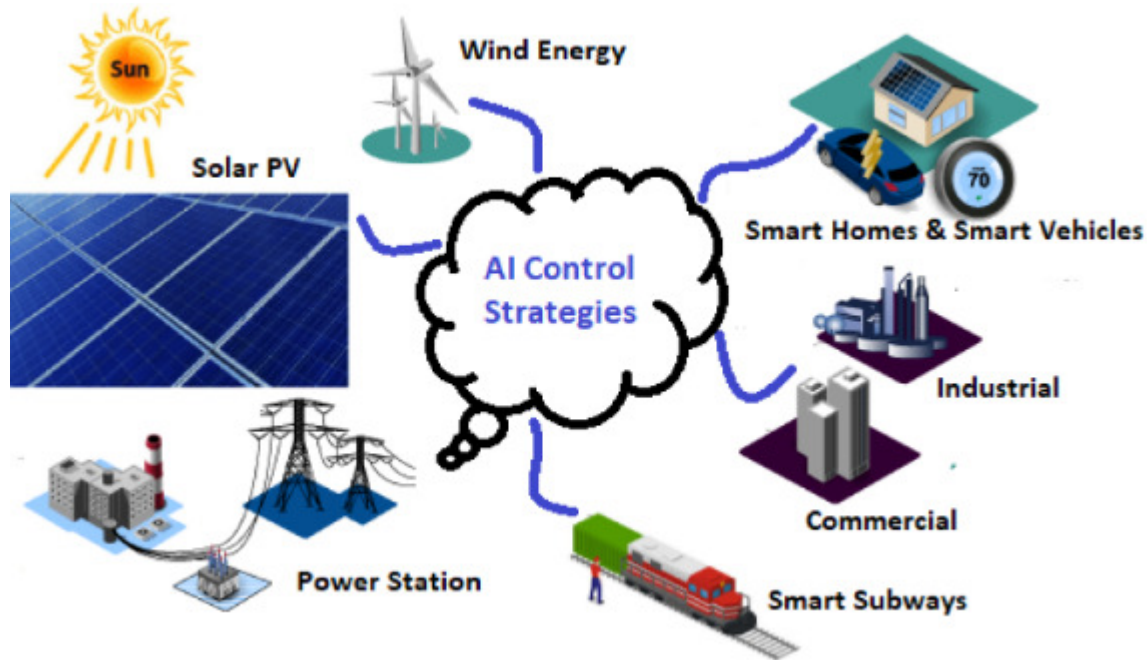 Sun
Wind Energy
Solar PV
70
Smart Homes & Smart Vehicles
AI Control
Strategies
Industrial
Commercial
Power Station
Smart Subways